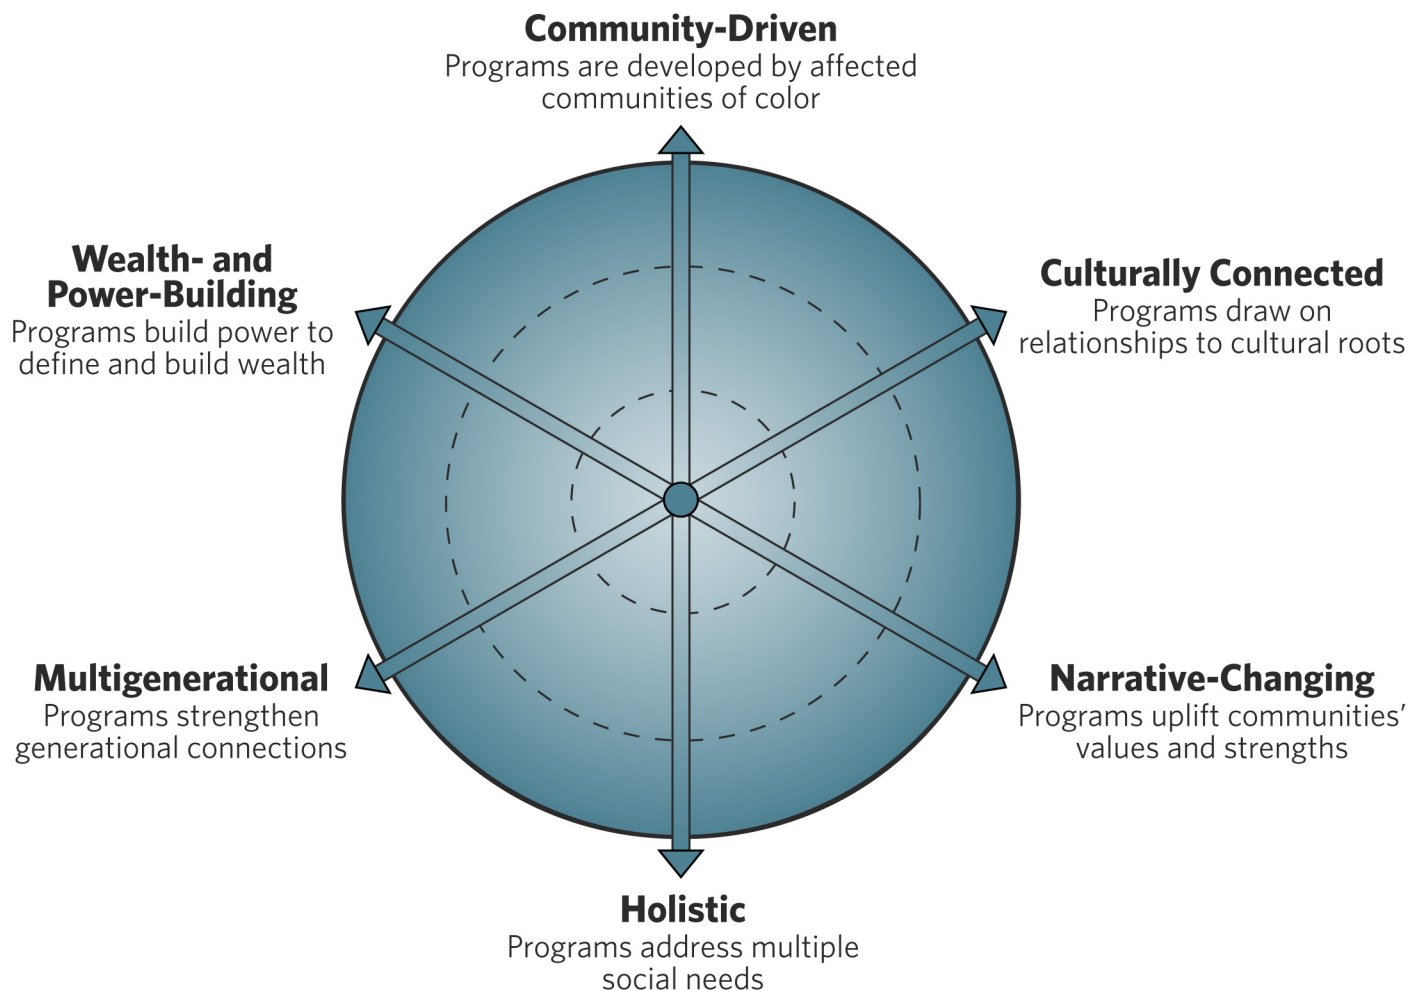 Community-Driven
Programs are developed by affected
communities of color
Wealth- and
Power-Building
Programs build power to
define and build wealth
Culturally Connected
Programs draw on
relationships to cultural roots
Multigenerational
Programs strengthen
generational connections
Narrative-Changing
Programs uplift communities’
values and strengths
Holistic
Programs address multiple
social needs